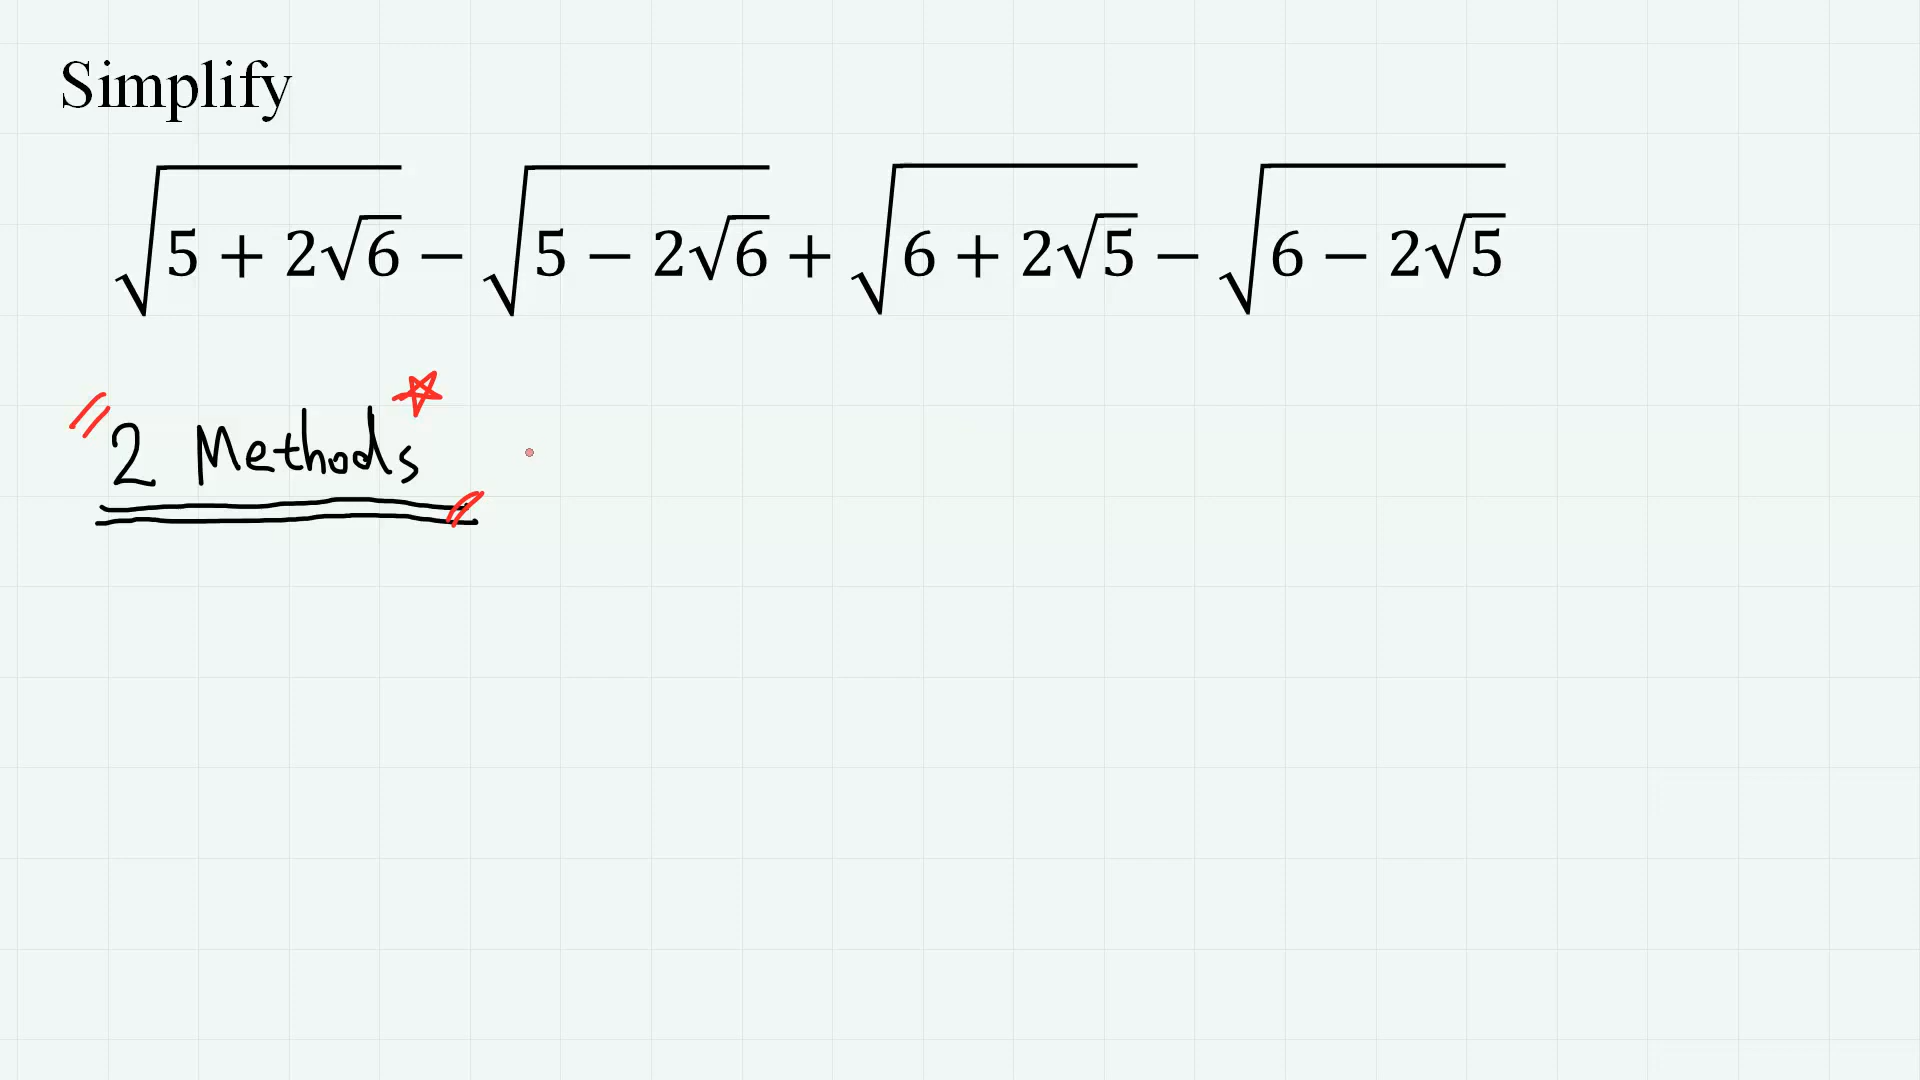 Simplify
√(5 + 2√6) − √(5 − 2√6) + √(6 + 2√5) − √(6 − 2√5)
2 Methods